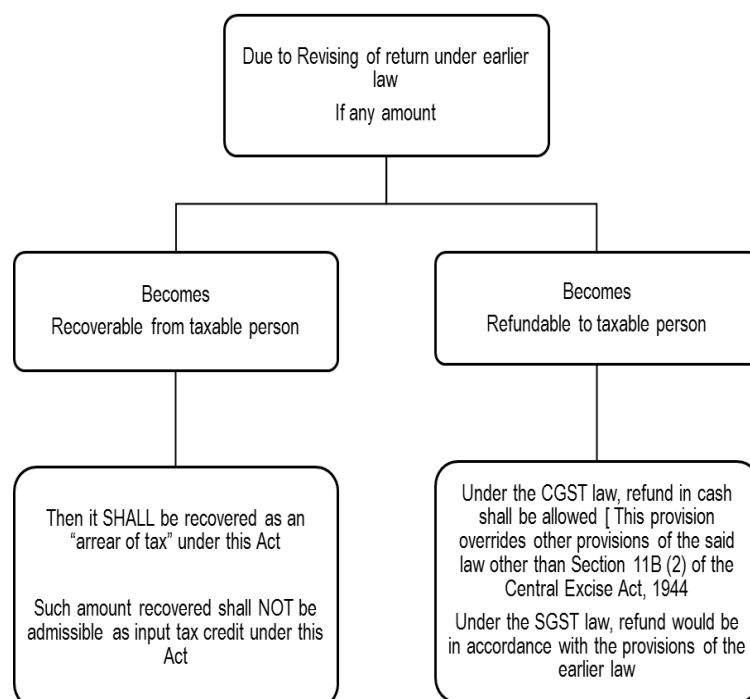 Due to Revising of return under earlier
law
If any amount
Becomes
Recoverable from taxable person
Becomes
Refundable to taxable person
Then it SHALL be recovered as an
“arrear of tax” under this Act
Such amount recovered shall NOT be
admissible as input tax credit under this
Act
Under the CGST law, refund in cash
shall be allowed [ This provision
overrides other provisions of the said
law other than Section 11B (2) of the
Central Excise Act, 1944
Under the SGST law, refund would be
in accordance with the provisions of the
earlier law